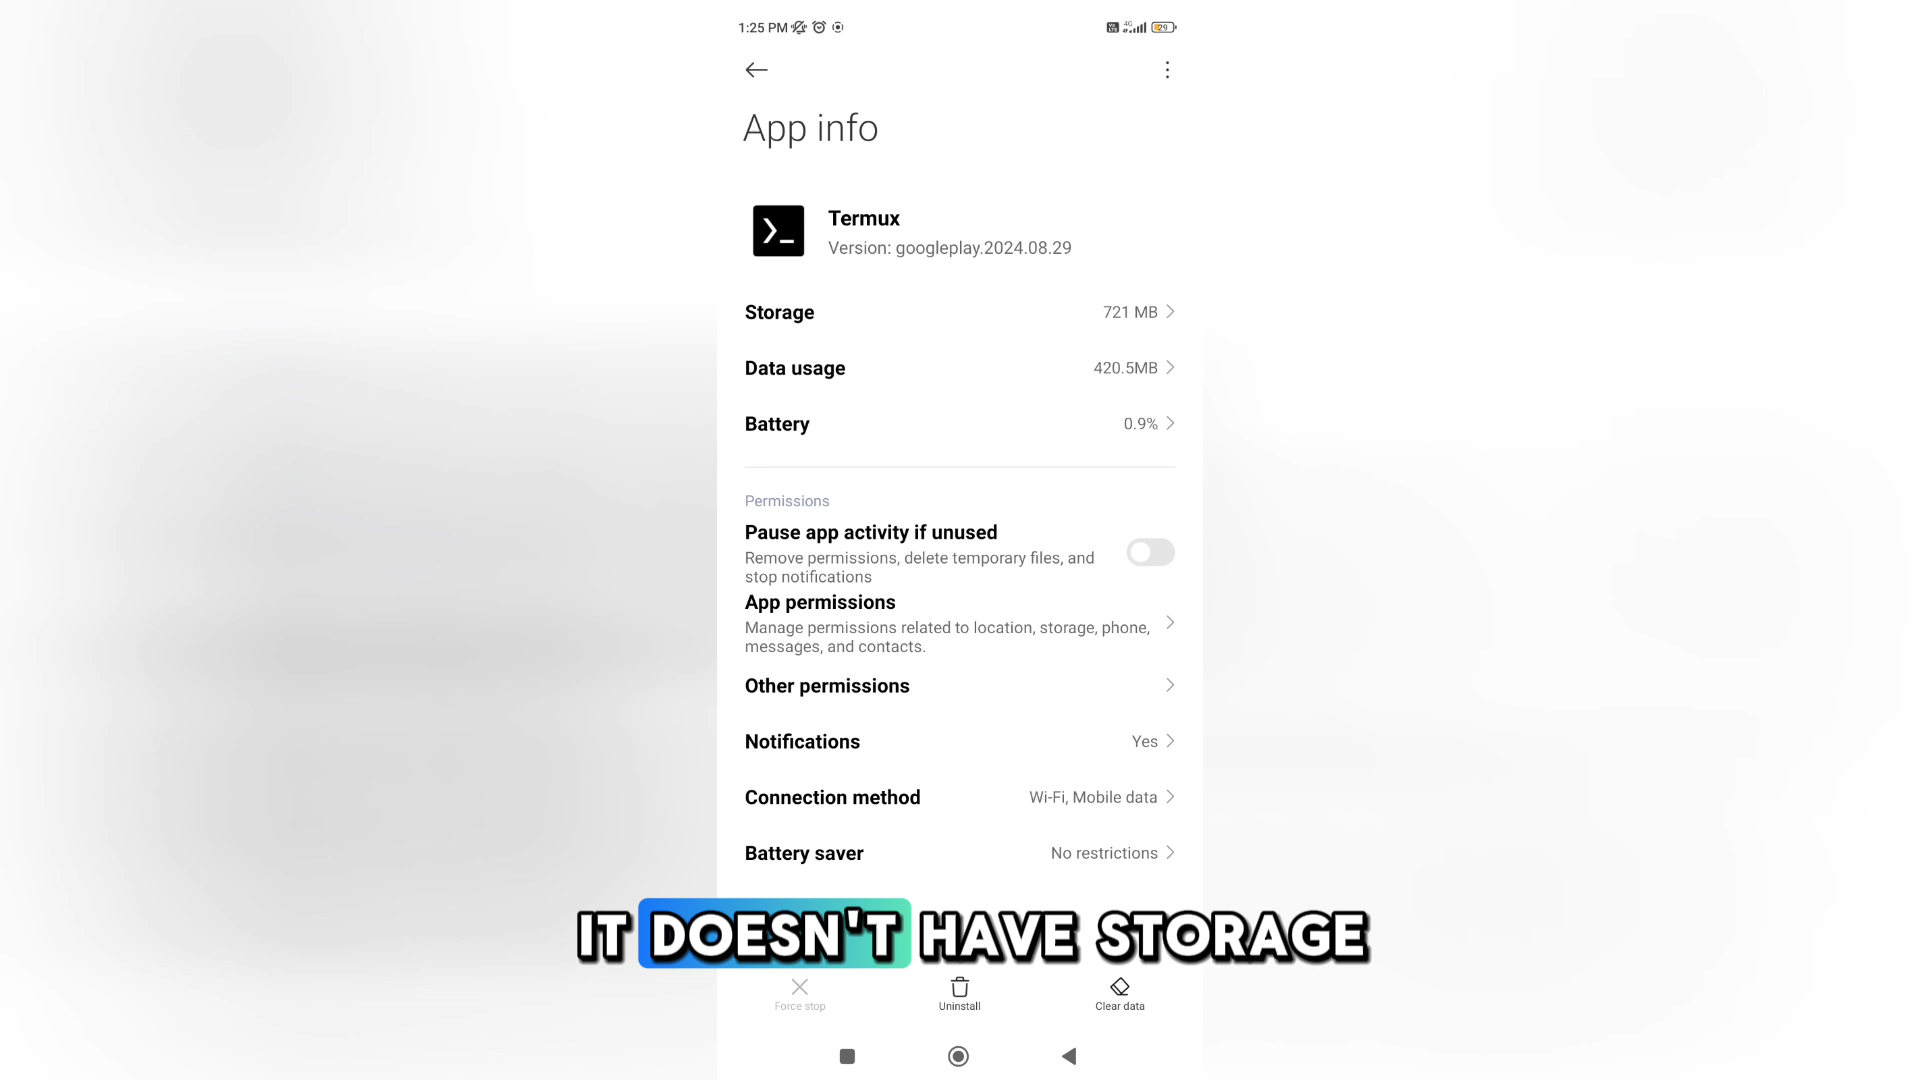 1:25 PM
4G
29
App info
Termux
Version: googleplay.2024.08.29
Storage 721 MB
Data usage 420.5MB
Battery 0.9%
Permissions
Pause app activity if unused
Remove permissions, delete temporary files, and
stop notifications
App permissions
Manage permissions related to location, storage, phone,
messages, and contacts.
Other permissions
Notifications Yes
Connection method Wi-Fi, Mobile data
Battery saver No restrictions
IT DOESN'T HAVE STORAGE
Force stop Uninstall Clear data